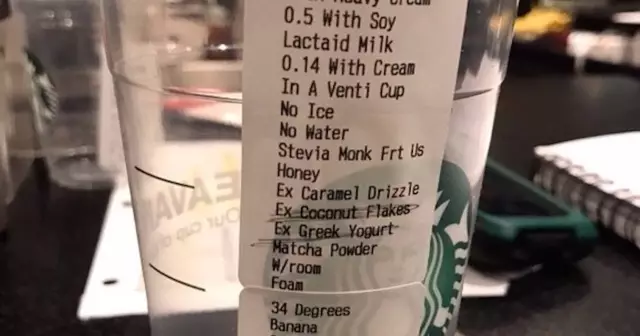 Heavy Cream
0.5 With Soy
Lactaid Milk
0.14 With Cream
In A Venti Cup
No Ice
No Water
Stevia Monk Frt Us
Honey
Ex Caramel Drizzle
Ex Coconut Flakes
Ex Greek Yogurt
Matcha Powder
W/room
Foam
34 Degrees
Banana